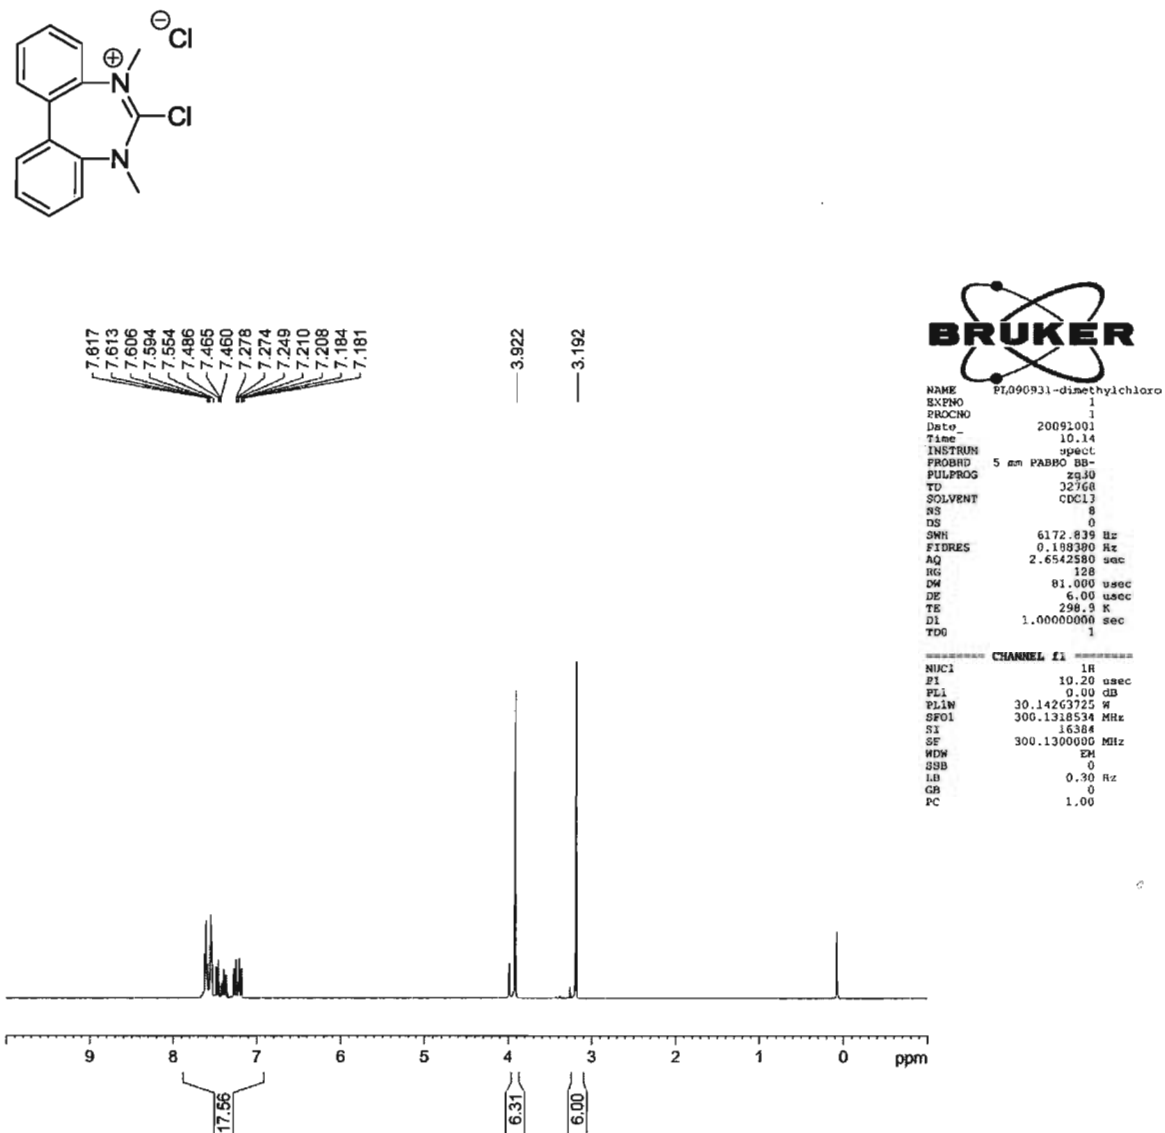 ⊖
Cl
⊕
N
Cl
N
7.617
7.613
7.606
7.594
7.554
7.486
7.465
7.460
7.278
7.274
7.249
7.210
7.208
7.184
7.181
3.922
3.192
BRUKER
NAME PL090931-dimethylchloro
EXPNO 1
PROCNO 1
Date_ 20091001
Time 10.14
INSTRUM spect
PROBHD 5 mm PABBO BB-
PULPROG zg30
TD 32768
SOLVENT CDCl3
NS 8
DS 0
SWH 6172.839 Hz
FIDRES 0.188380 Hz
AQ 2.6542580 sec
RG 128
DW 81.000 usec
DE 6.00 usec
TE 298.9 K
D1 1.00000000 sec
TD0 1
======== CHANNEL f1 ========
NUC1 1H
P1 10.20 usec
PL1 0.00 dB
PL1W 30.14263725 W
SFO1 300.1318534 MHz
SI 16384
SF 300.1300000 MHz
WDW EM
SSB 0
LB 0.30 Hz
GB 0
PC 1.00
9 8 7 6 5 4 3 2 1 0 ppm
17.56
6.31
6.00